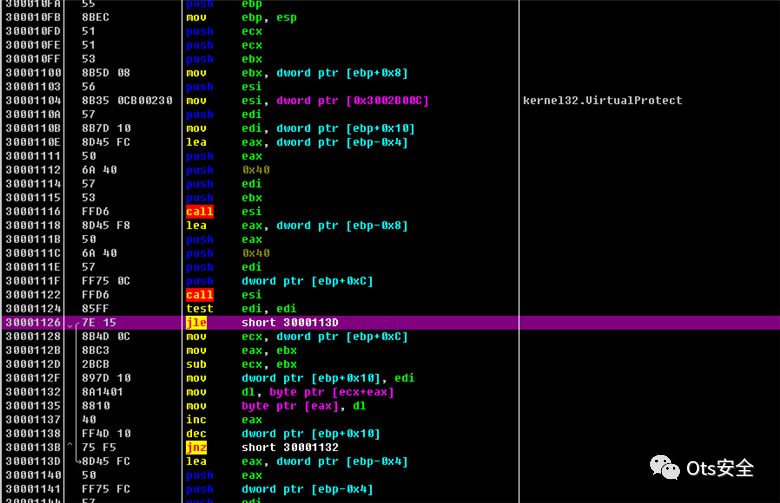 300010FA 55 push ebp
300010FB 8BEC mov ebp, esp
300010FD 51 push ecx
300010FE 51 push ecx
300010FF 53 push ebx
30001100 8B5D 08 mov ebx, dword ptr [ebp+0x8]
30001103 56 push esi
30001104 8B35 0CB00230 mov esi, dword ptr [0x3002B00C] kernel32.VirtualProtect
3000110A 57 push edi
3000110B 8B7D 10 mov edi, dword ptr [ebp+0x10]
3000110E 8D45 FC lea eax, dword ptr [ebp-0x4]
30001111 50 push eax
30001112 6A 40 push 0x40
30001114 57 push edi
30001115 53 push ebx
30001116 FFD6 call esi
30001118 8D45 F8 lea eax, dword ptr [ebp-0x8]
3000111B 50 push eax
3000111C 6A 40 push 0x40
3000111E 57 push edi
3000111F FF75 0C push dword ptr [ebp+0xC]
30001122 FFD6 call esi
30001124 85FF test edi, edi
30001126 7E 15 jle short 3000113D
30001128 8B4D 0C mov ecx, dword ptr [ebp+0xC]
3000112B 8BC3 mov eax, ebx
3000112D 2BCB sub ecx, ebx
3000112F 897D 10 mov dword ptr [ebp+0x10], edi
30001132 8A1401 mov dl, byte ptr [ecx+eax]
30001135 8810 mov byte ptr [eax], dl
30001137 40 inc eax
30001138 FF4D 10 dec dword ptr [ebp+0x10]
3000113B 75 F5 jnz short 30001132
3000113D 8D45 FC lea eax, dword ptr [ebp-0x4]
30001140 50 push eax
30001141 FF75 FC push dword ptr [ebp-0x4]
30001144 57 push edi
Ots安全